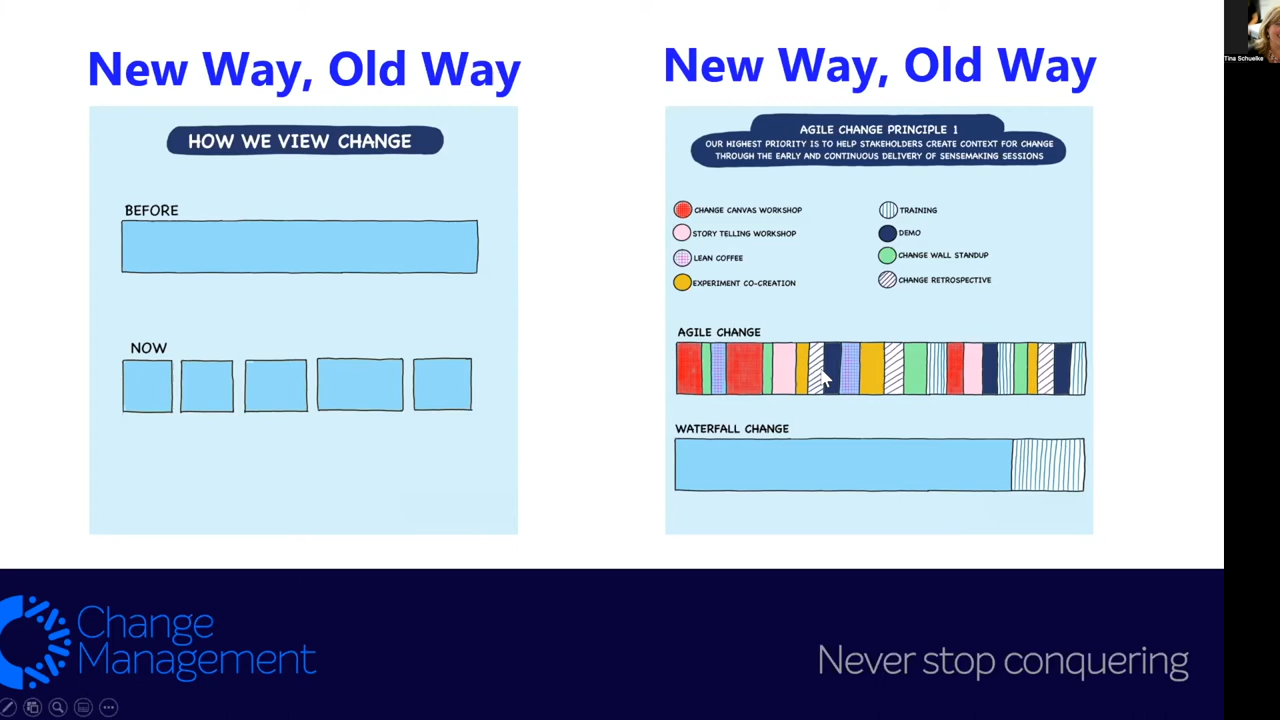 New Way, Old Way
HOW WE VIEW CHANGE
BEFORE
NOW
New Way, Old Way
AGILE CHANGE PRINCIPLE 1
OUR HIGHEST PRIORITY IS TO HELP STAKEHOLDERS CREATE CONTEXT FOR CHANGE
THROUGH THE EARLY AND CONTINUOUS DELIVERY OF SENSEMAKING SESSIONS
CHANGE CANVAS WORKSHOP
STORY TELLING WORKSHOP
LEAN COFFEE
EXPERIMENT CO-CREATION
TRAINING
DEMO
CHANGE WALL STANDUP
CHANGE RETROSPECTIVE
AGILE CHANGE
WATERFALL CHANGE
Change
Management
Never stop conquering
Tina Schuelke